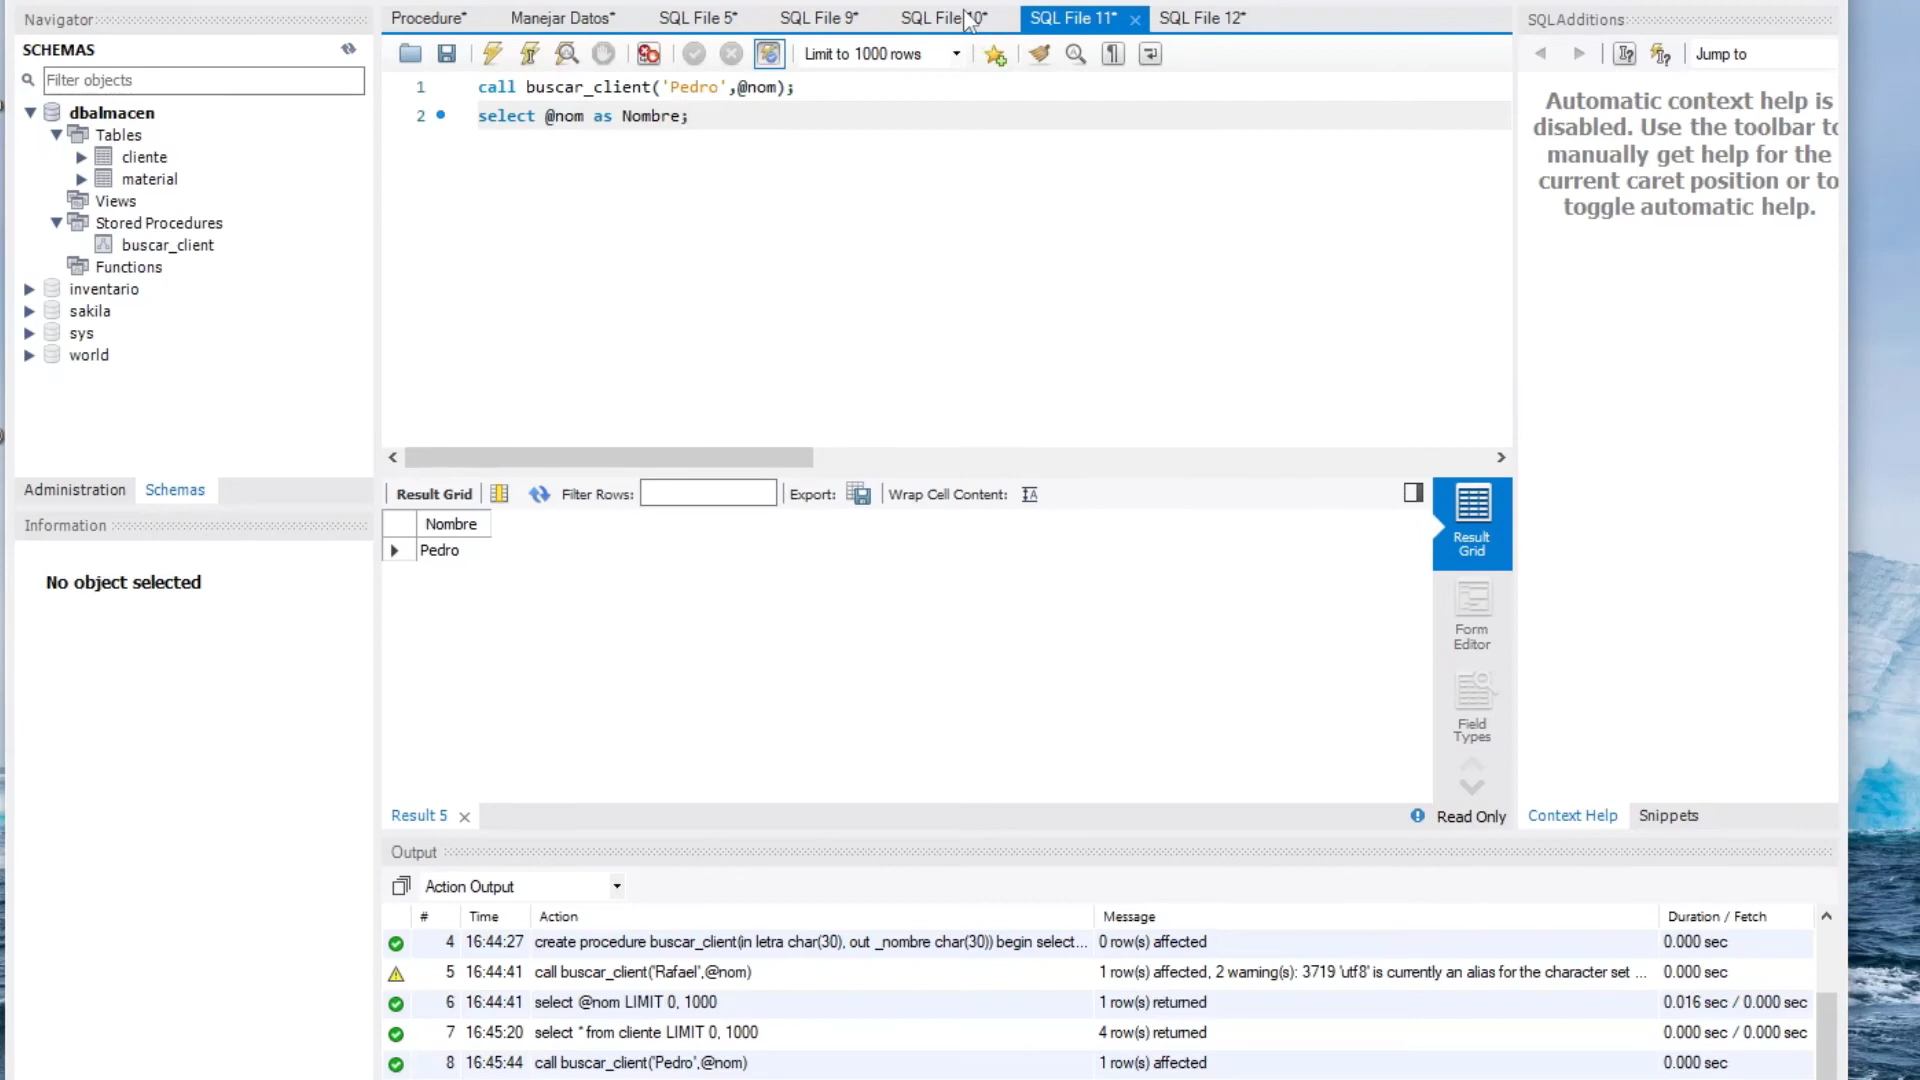 Navigator
SCHEMAS
Filter objects
dbalmacen
Tables
cliente
material
Views
Stored Procedures
buscar_client
Functions
inventario
sakila
sys
world
Administration
Schemas
Information
No object selected
Procedure*
Manejar Datos*
SQL File 5*
SQL File 9*
SQL File 10*
SQL File 11*
SQL File 12*
Limit to 1000 rows
1 call buscar_client('Pedro',@nom);
2 select @nom as Nombre;
Result Grid
Filter Rows:
Export:
Wrap Cell Content:
Nombre
Pedro
Result
Grid
Form
Editor
Field
Types
Result 5
Read Only
SQLAdditions
Jump to
Automatic context help is
disabled. Use the toolbar to
manually get help for the
current caret position or to
toggle automatic help.
Context Help
Snippets
Output
Action Output
# Time Action Message Duration / Fetch
4 16:44:27 create procedure buscar_client(in letra char(30), out _nombre char(30)) begin select... 0 row(s) affected 0.000 sec
5 16:44:41 call buscar_client('Rafael',@nom) 1 row(s) affected, 2 warning(s): 3719 'utf8' is currently an alias for the character set ... 0.000 sec
6 16:44:41 select @nom LIMIT 0, 1000 1 row(s) returned 0.016 sec / 0.000 sec
7 16:45:20 select * from cliente LIMIT 0, 1000 4 row(s) returned 0.000 sec / 0.000 sec
8 16:45:44 call buscar_client('Pedro',@nom) 1 row(s) affected 0.000 sec